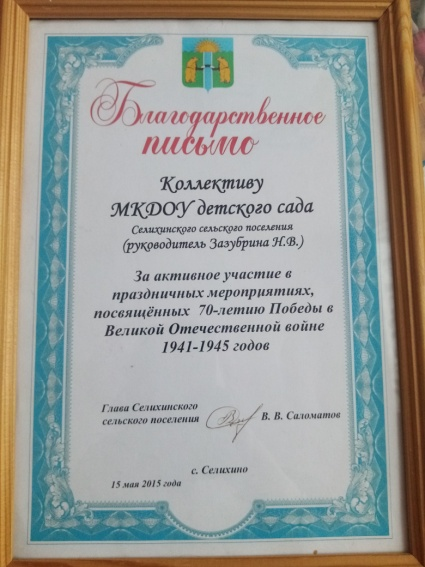 Благодарственное
письмо
Коллективу
МКДОУ детского сада
Селихинского сельского поселения
(руководитель Зазубрина Н.В.)
За активное участие в
праздничных мероприятиях,
посвящённых 70-летию Победы в
Великой Отечественной войне
1941-1945 годов
Глава Селихинского
сельского поселения В. В. Саломатов
с. Селихино
15 мая 2015 года